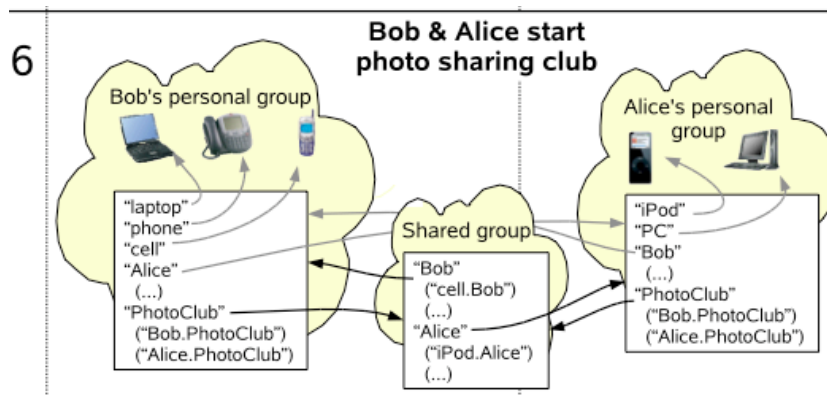 6
Bob & Alice start
photo sharing club
Bob's personal group
“laptop”
“phone”
“cell”
“Alice”
(...)
“PhotoClub”
(“Bob.PhotoClub”)
(“Alice.PhotoClub”)
Shared group
“Bob”
(“cell.Bob”)
(...)
“Alice”
(“iPod.Alice”)
(...)
Alice's personal
group
“iPod”
“PC”
“Bob”
(...)
“PhotoClub”
(“Bob.PhotoClub”)
(“Alice.PhotoClub”)